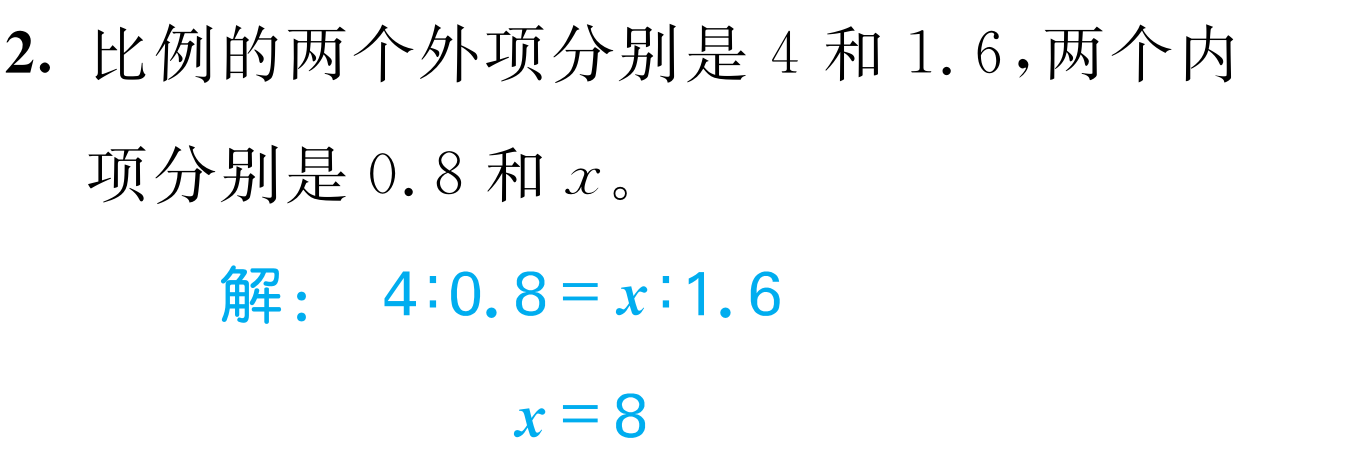 2. 比例的两个外项分别是 4 和 1.6,两个内
项分别是 0.8 和 x。
解: 4∶0.8=x∶1.6
x=8